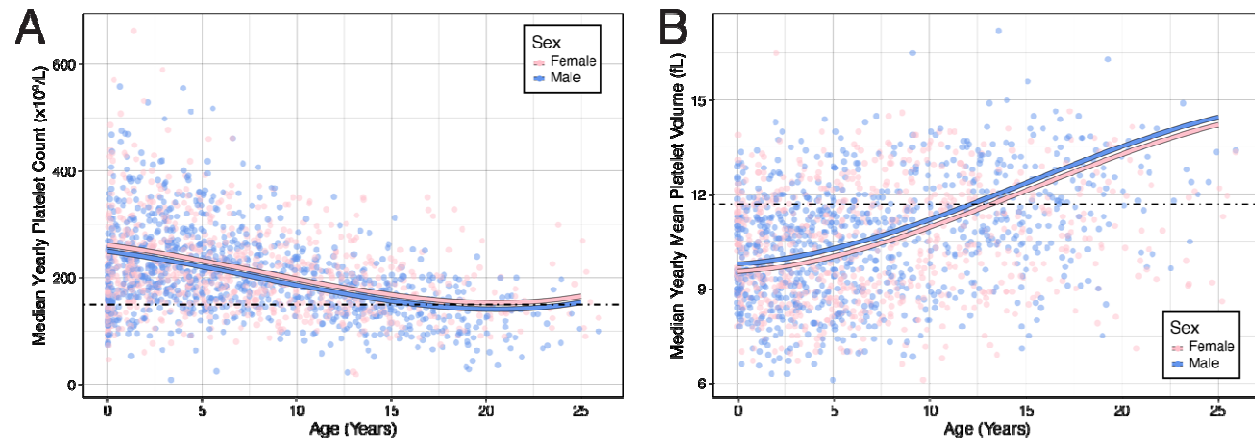 A
Median Yearly Platelet Count (x10⁹/L)
600
400
200
0
0 5 10 15 20 25
Age (Years)
Sex
Female
Male
B
Median Yearly Mean Platelet Volume (fL)
15
12
9
6
0 5 10 15 20 25
Age (Years)
Sex
Female
Male